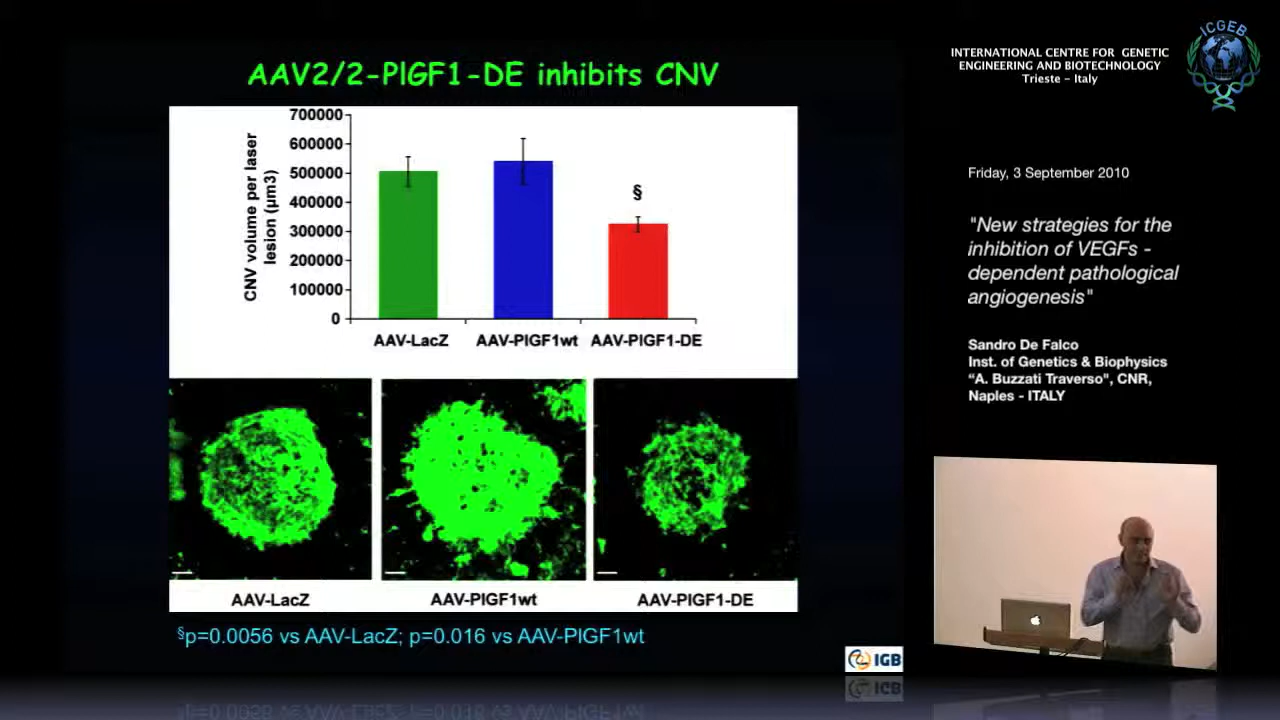 AAV2/2-PlGF1-DE inhibits CNV
CNV volume per laser
lesion (µm3)
700000
600000
500000
400000
300000
200000
100000
0
§
AAV-LacZ
AAV-PlGF1wt
AAV-PlGF1-DE
AAV-LacZ
AAV-PlGF1wt
AAV-PlGF1-DE
§p=0.0056 vs AAV-LacZ; p=0.016 vs AAV-PlGF1wt
IGB
INTERNATIONAL CENTRE FOR GENETIC
ENGINEERING AND BIOTECHNOLOGY
Trieste - Italy
ICGEB
Friday, 3 September 2010
"New strategies for the
inhibition of VEGFs -
dependent pathological
angiogenesis"
Sandro De Falco
Inst. of Genetics & Biophysics
“A. Buzzati Traverso", CNR,
Naples - ITALY